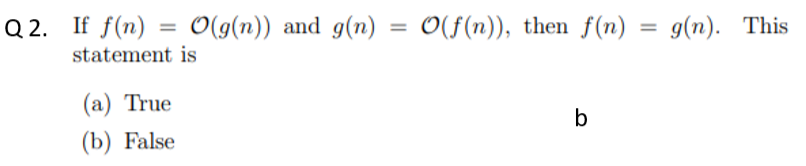 Q 2. If f(n) = O(g(n)) and g(n) = O(f(n)), then f(n) = g(n). This
statement is
(a) True
b
(b) False